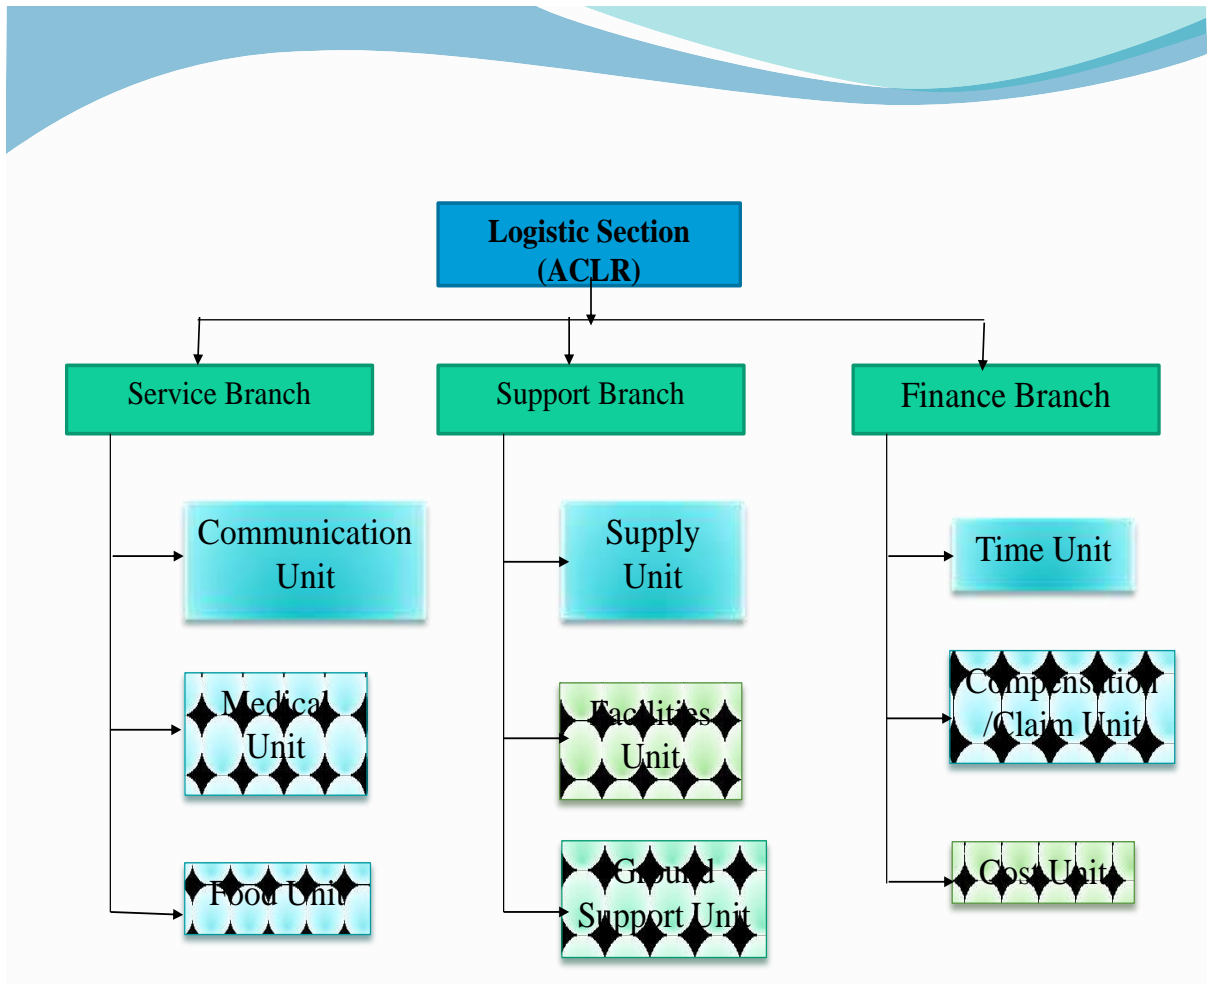 Logistic Section
(ACLR)
Service Branch
Support Branch
Finance Branch
Communication
Unit
Supply
Unit
Time Unit
Medical
Unit
Facilities
Unit
Compensation
/Claim Unit
Food Unit
Ground
Support Unit
Cost Unit